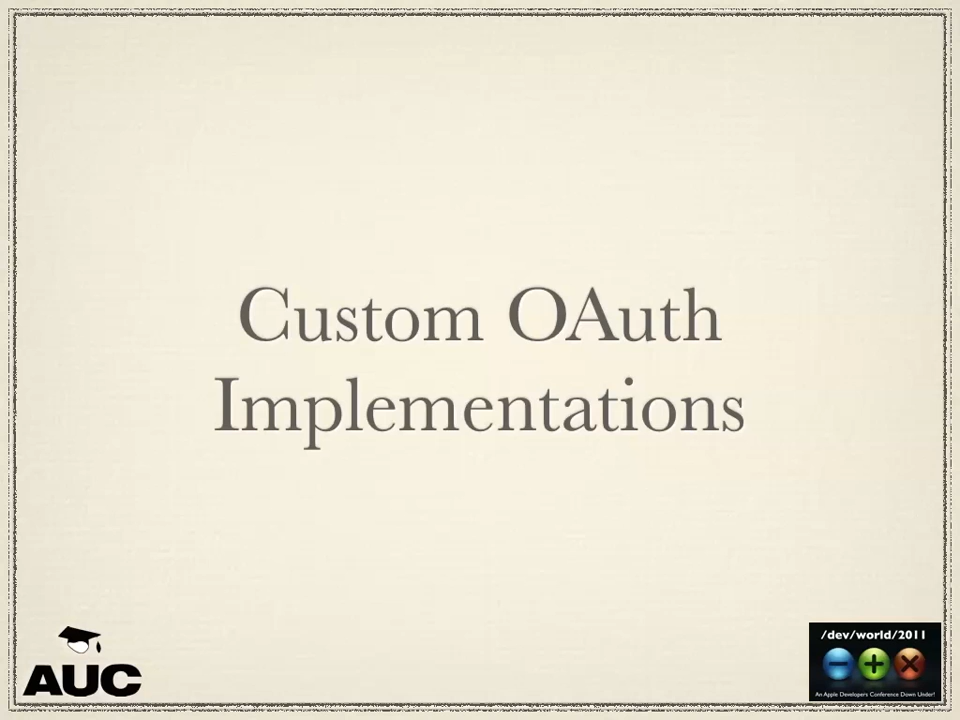 Custom OAuth
Implementations
AUC
/dev/world/2011
An Apple Developers Conference Down Under!